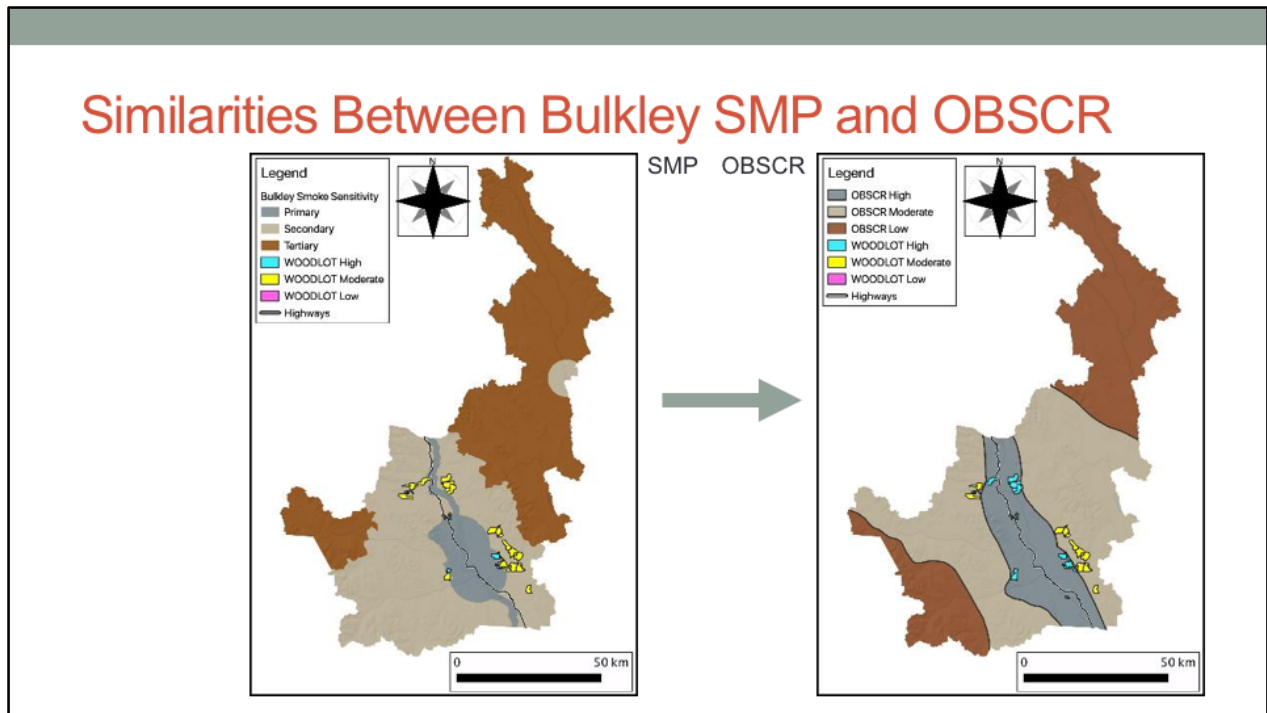 Similarities Between Bulkley SMP and OBSCR
SMP OBSCR
Legend
Bulkley Smoke Sensitivity
Primary
Secondary
Tertiary
WOODLOT High
WOODLOT Moderate
WOODLOT Low
Highways
N
0 50 km
Legend
OBSCR High
OBSCR Moderate
OBSCR Low
WOODLOT High
WOODLOT Moderate
WOODLOT Low
Highways
N
0 50 km